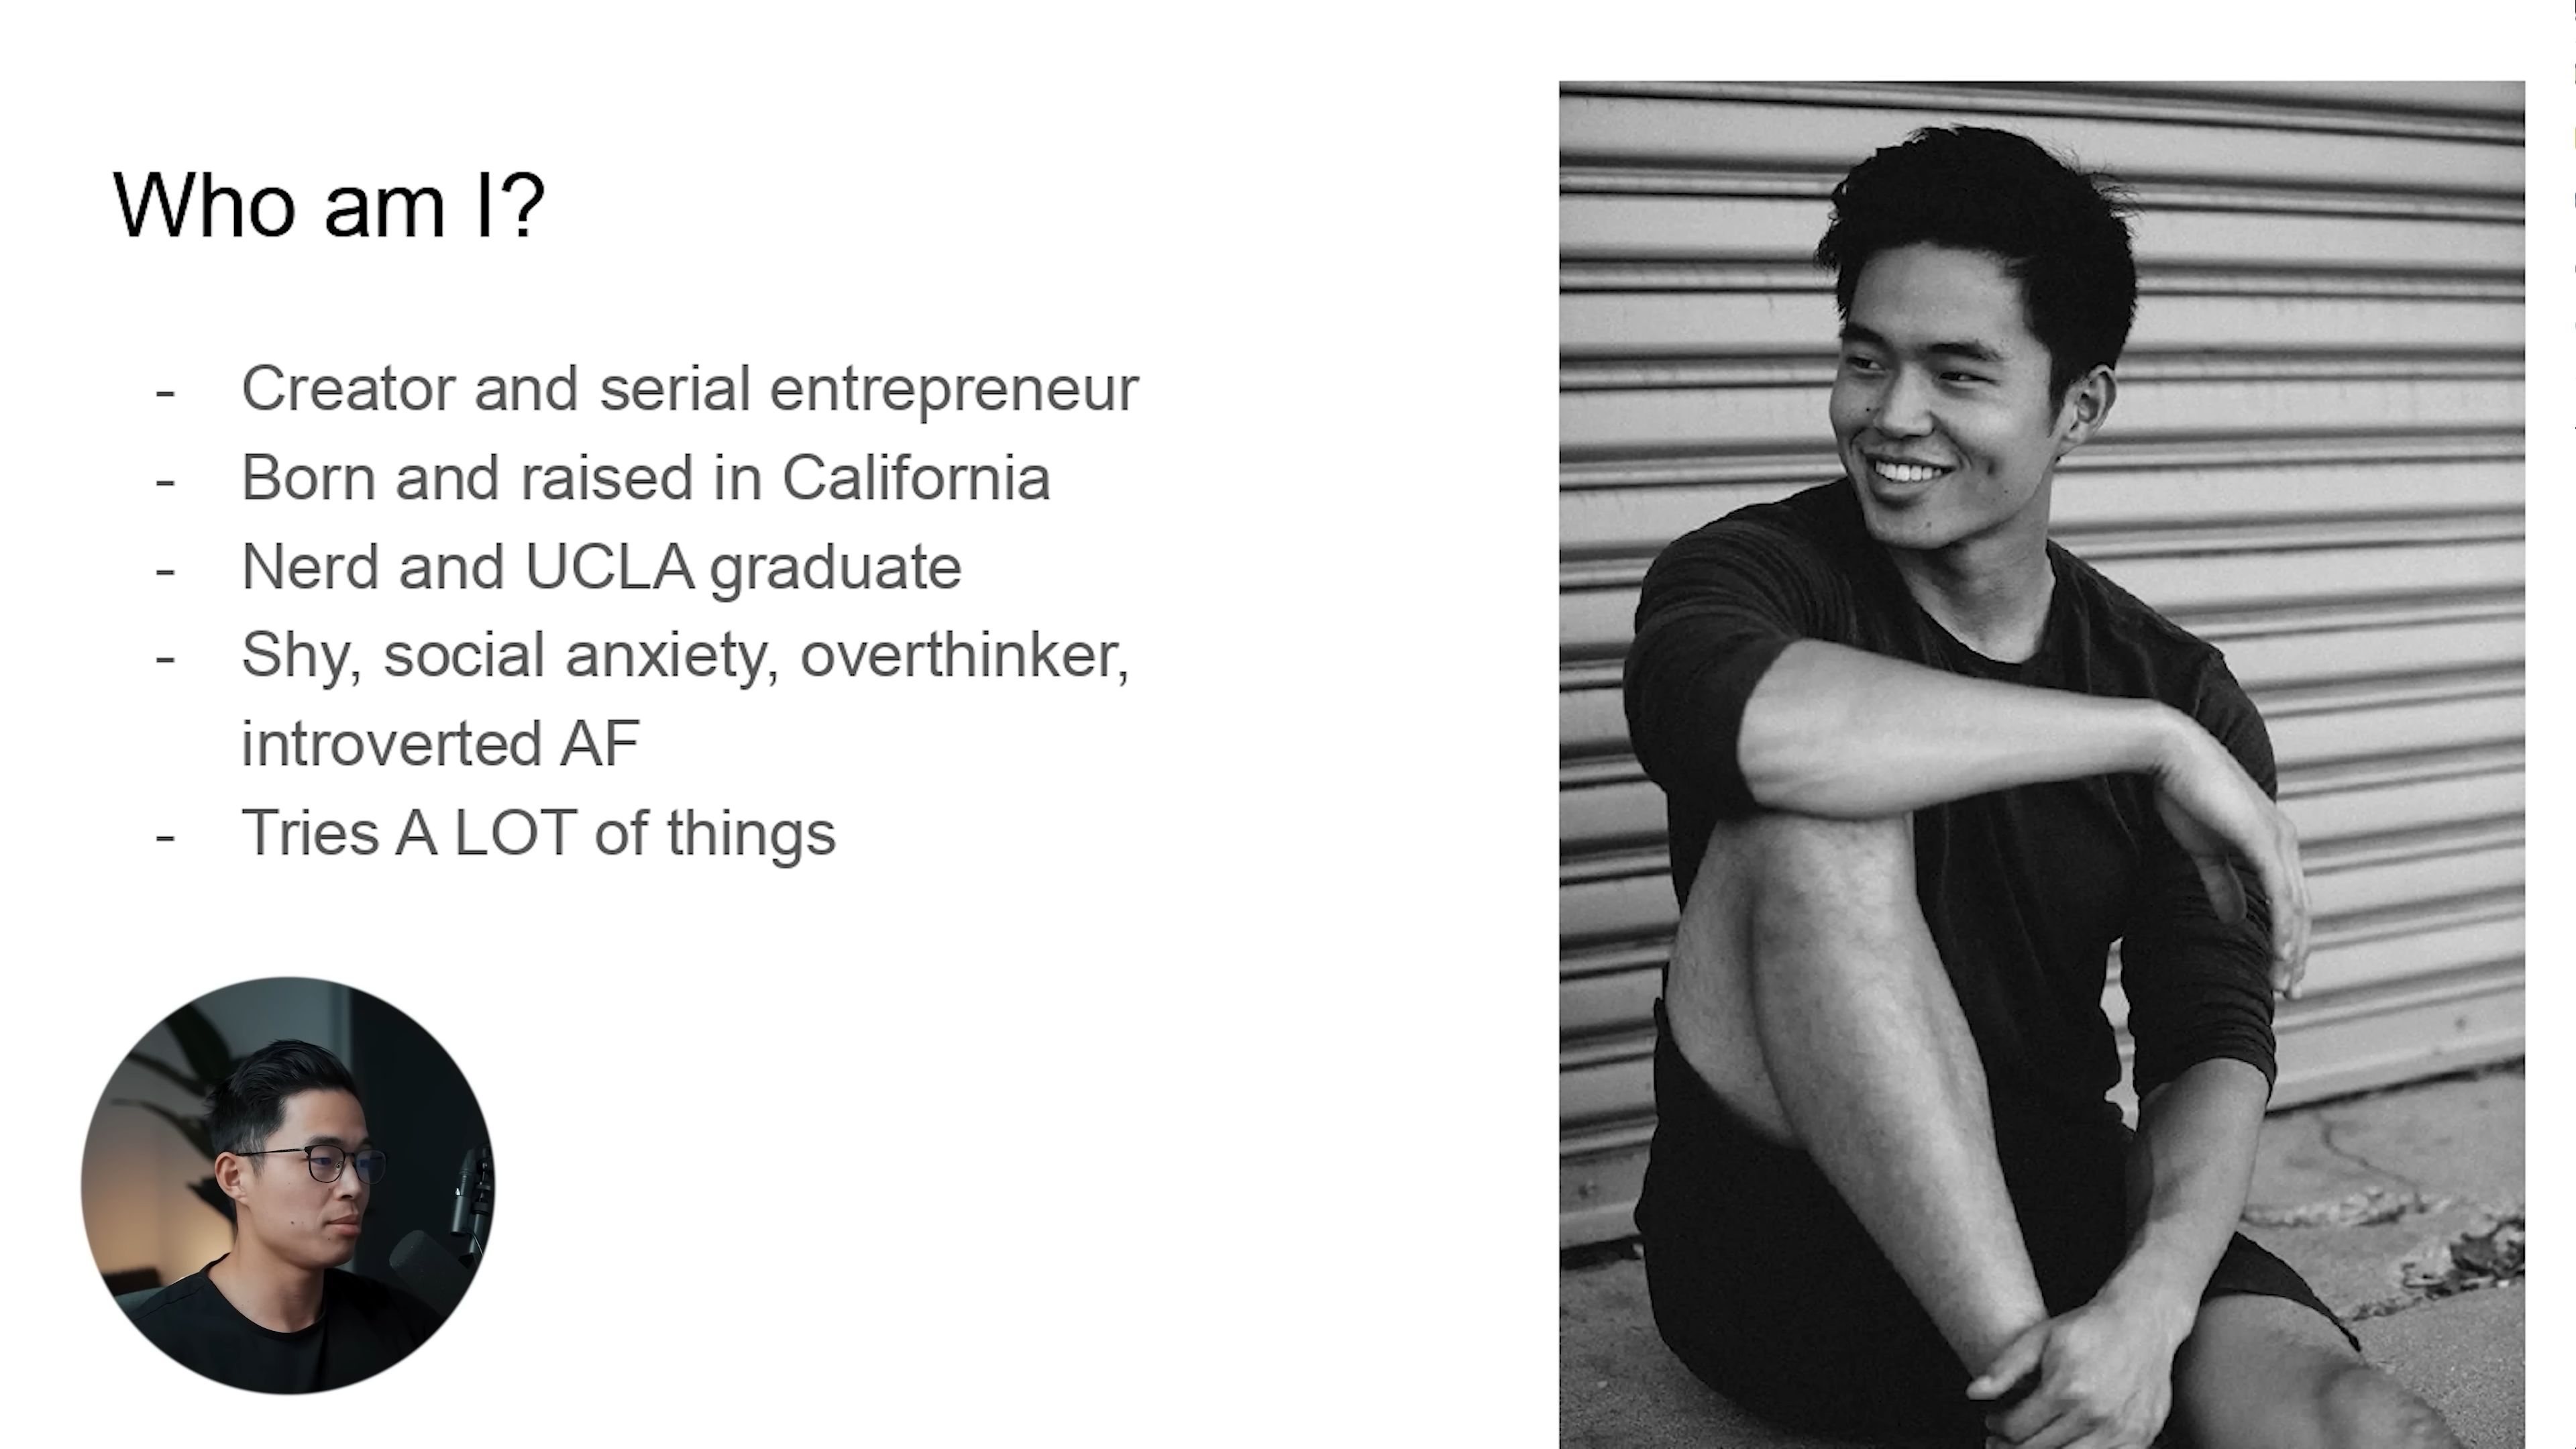 Who am I?
- Creator and serial entrepreneur
- Born and raised in California
- Nerd and UCLA graduate
- Shy, social anxiety, overthinker,
introverted AF
- Tries A LOT of things